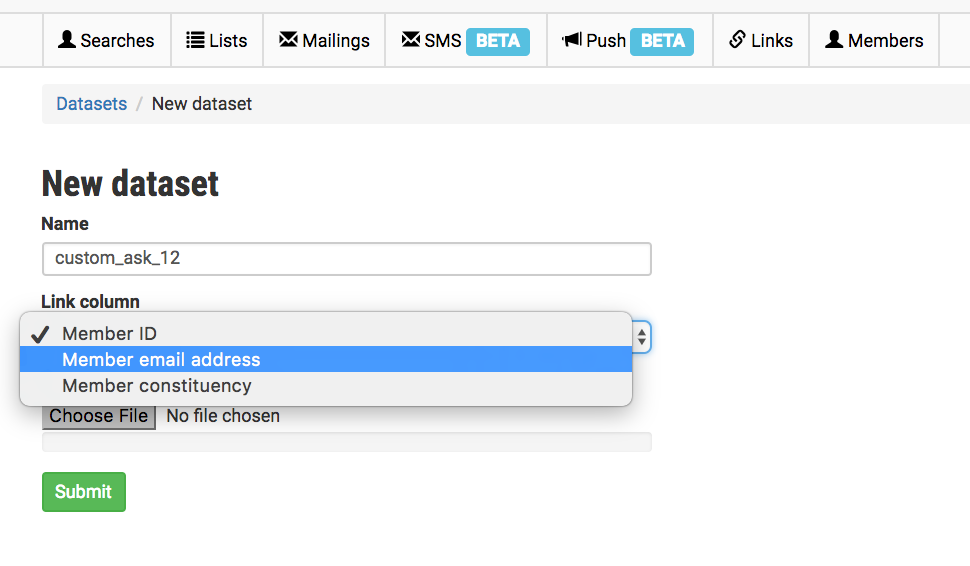 Searches Lists Mailings SMS BETA Push BETA Links Members
Datasets / New dataset
New dataset
Name
custom_ask_12
Link column
Member ID
Member email address
Member constituency
Choose File No file chosen
Submit